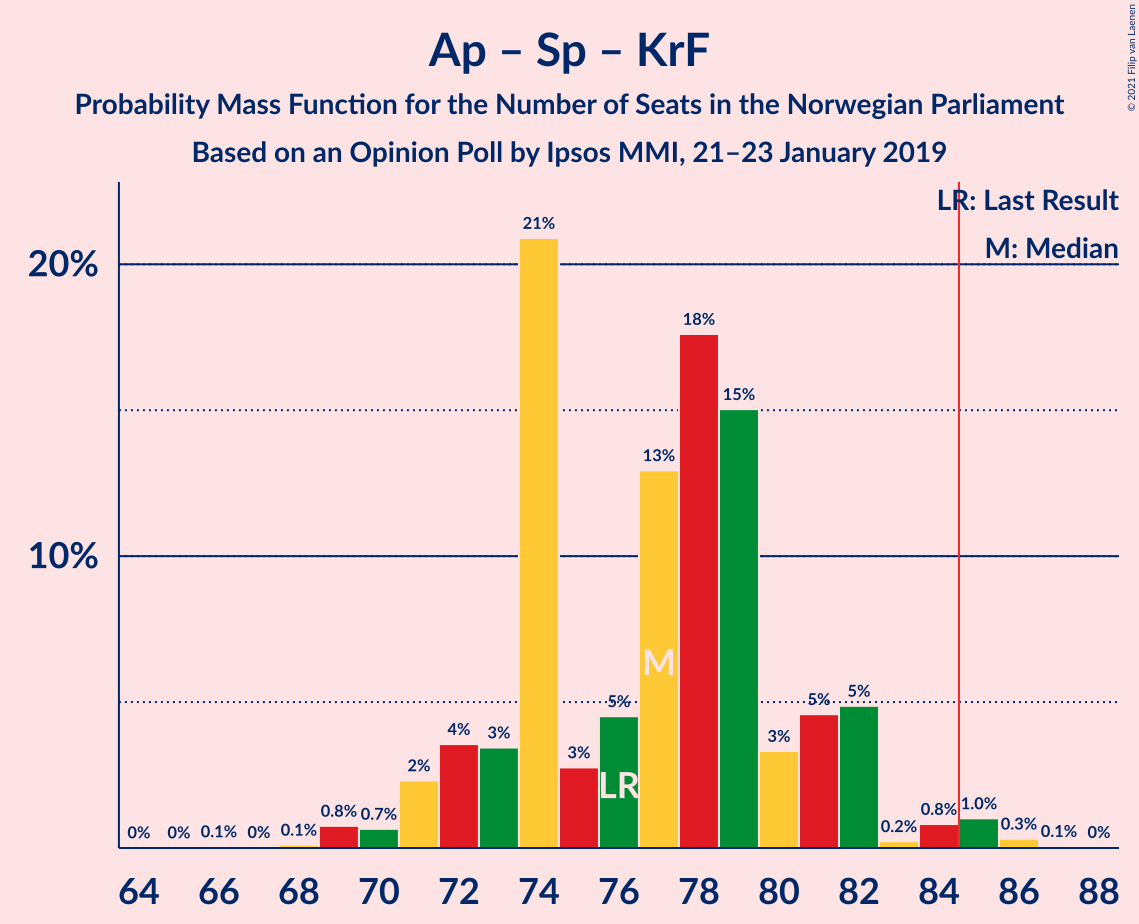 Ap – Sp – KrF
Probability Mass Function for the Number of Seats in the Norwegian Parliament
Based on an Opinion Poll by Ipsos MMI, 21–23 January 2019
© 2021 Filip van Laenen
LR: Last Result
M: Median
20%
10%
0% 0% 0.1% 0% 0.1% 0.8% 0.7% 2% 4% 3% 21% 3% 5% 13% 18% 15% 3% 5% 5% 0.2% 0.8% 1.0% 0.3% 0.1% 0%
M
LR
64 66 68 70 72 74 76 78 80 82 84 86 88